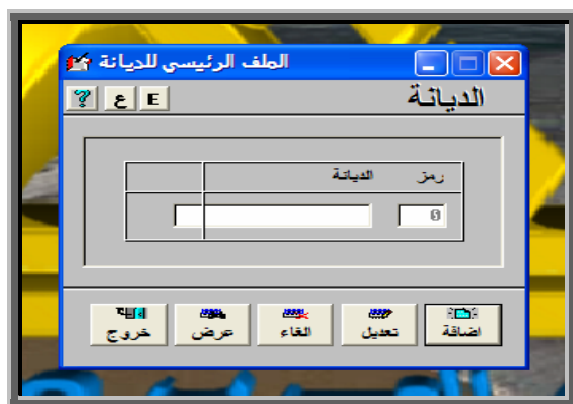 الملف الرئيسي للديانة
الديانة
E ع ?
رمز الديانة
0
اضافة تعديل الغاء عرض خروج